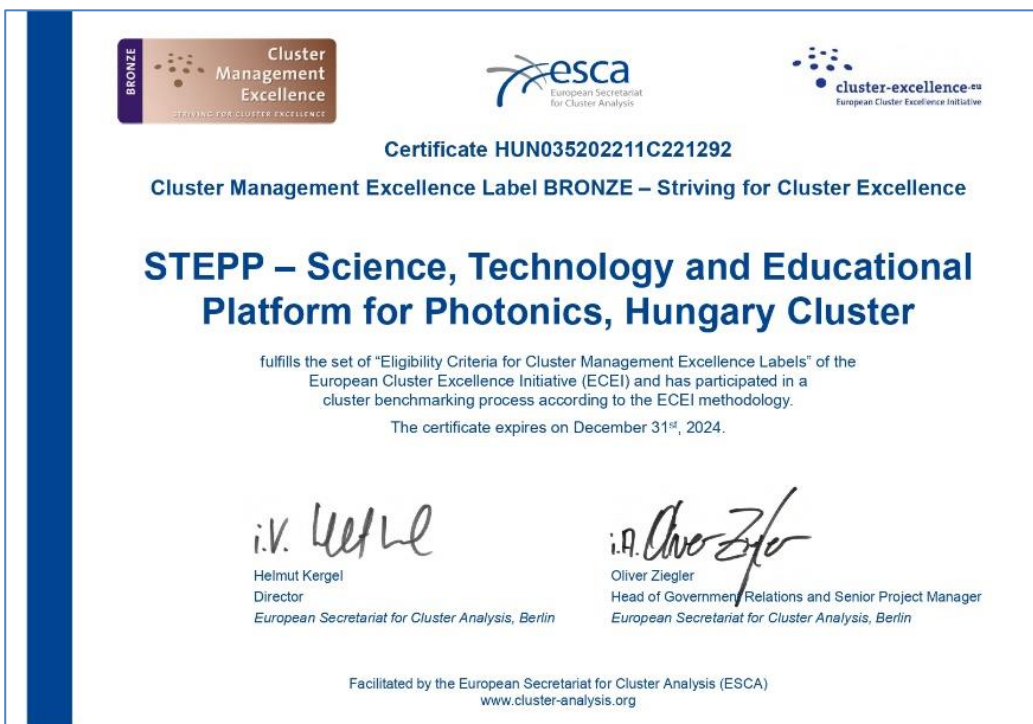 BRONZE
Cluster
Management
Excellence
STRIVING FOR CLUSTER EXCELLENCE
esca
European Secretariat
for Cluster Analysis
cluster-excellence.eu
European Cluster Excellence Initiative
Certificate HUN035202211C221292
Cluster Management Excellence Label BRONZE – Striving for Cluster Excellence
STEPP – Science, Technology and Educational
Platform for Photonics, Hungary Cluster
fulfills the set of “Eligibility Criteria for Cluster Management Excellence Labels” of the
European Cluster Excellence Initiative (ECEI) and has participated in a
cluster benchmarking process according to the ECEI methodology.
The certificate expires on December 31st, 2024.
i.V.
i.A. Oliver Ziegler
Helmut Kergel
Director
European Secretariat for Cluster Analysis, Berlin
Oliver Ziegler
Head of Government Relations and Senior Project Manager
European Secretariat for Cluster Analysis, Berlin
Facilitated by the European Secretariat for Cluster Analysis (ESCA)
www.cluster-analysis.org